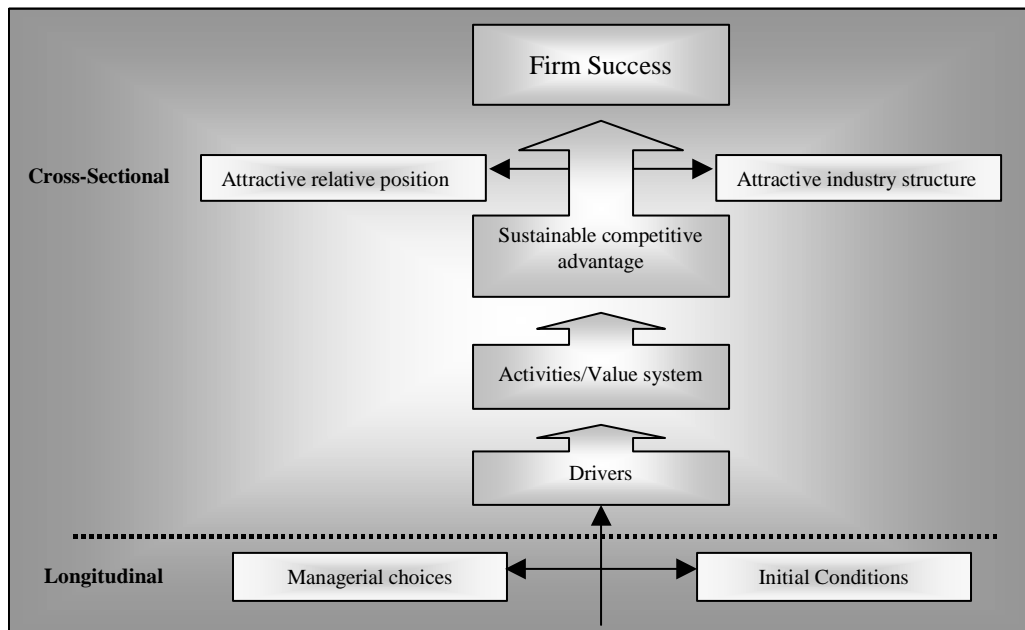 Firm Success
Cross-Sectional
Attractive relative position
Attractive industry structure
Sustainable competitive
advantage
Activities/Value system
Drivers
Longitudinal
Managerial choices
Initial Conditions